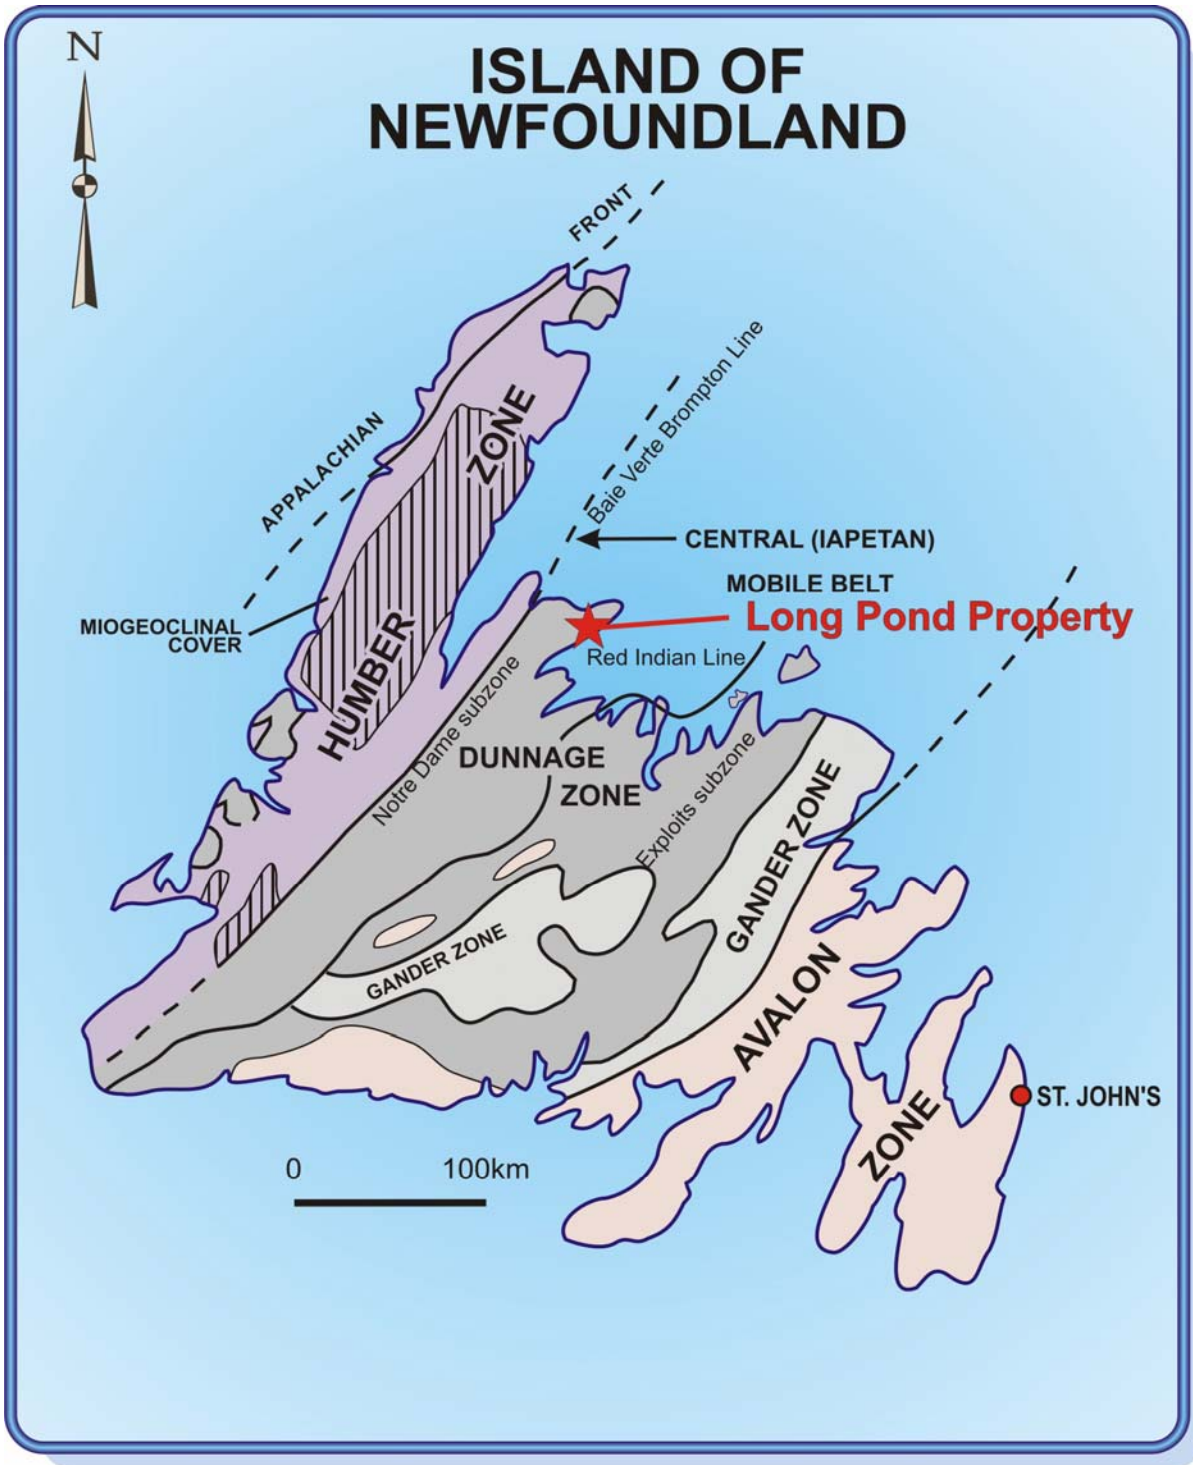 N
ISLAND OF
NEWFOUNDLAND
FRONT
APPALACHIAN
ZONE
Baie Verte Brompton Line
CENTRAL (IAPETAN)
MOBILE BELT
Long Pond Property
MIOGEOCLINAL
COVER
HUMBER
Red Indian Line
Notre Dame subzone
DUNNAGE
ZONE
Exploits subzone
GANDER ZONE
GANDER ZONE
AVALON
ZONE
ST. JOHN'S
0 100km